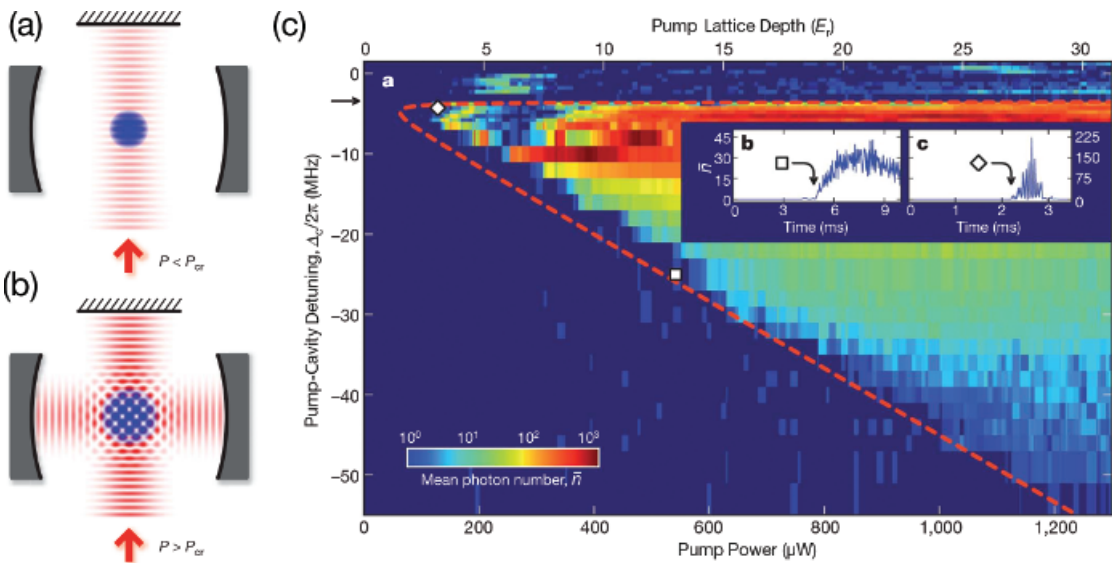 (a)
P < Pcr
(b)
P > Pcr
(c)
Pump Lattice Depth (Er)
0 5 10 15 20 25 30
a
Pump-Cavity Detuning, Δc/2π (MHz)
0
−10
−20
−30
−40
−50
b
n̄
45
30
15
0
0 3 6 9
Time (ms)
c
225
150
75
0
0 1 2 3
Time (ms)
10⁰ 10¹ 10² 10³
Mean photon number, n̄
0 200 400 600 800 1,000 1,200
Pump Power (µW)